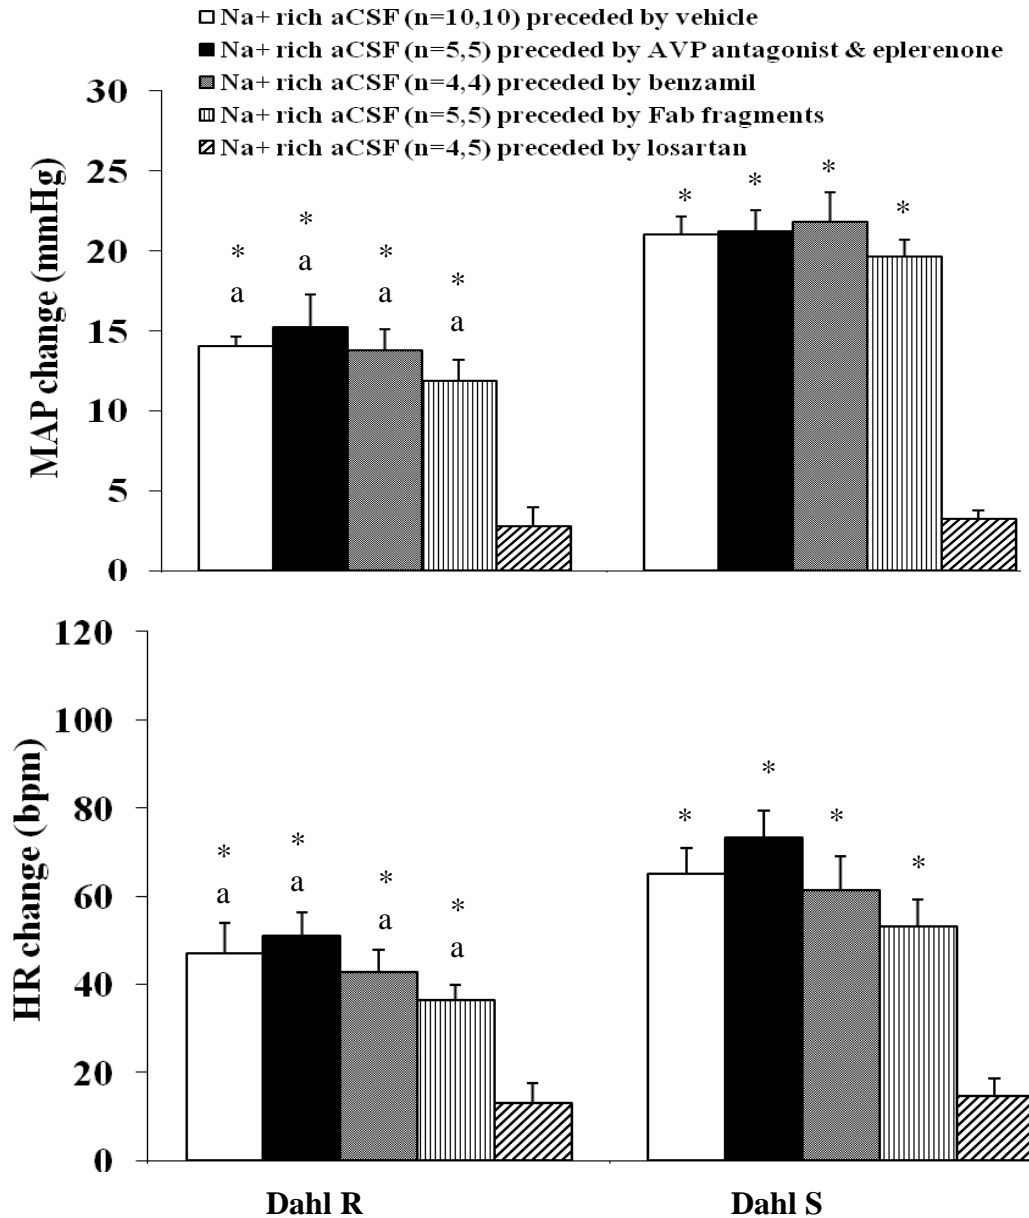 Na+ rich aCSF (n=10,10) preceded by vehicle
Na+ rich aCSF (n=5,5) preceded by AVP antagonist & eplerenone
Na+ rich aCSF (n=4,4) preceded by benzamil
Na+ rich aCSF (n=5,5) preceded by Fab fragments
Na+ rich aCSF (n=4,5) preceded by losartan
MAP change (mmHg)
30
25
20
15
10
5
0
* * * *
a a a a
* * * *
HR change (bpm)
120
100
80
60
40
20
0
* * * *
a a a a
* * * *
Dahl R
Dahl S